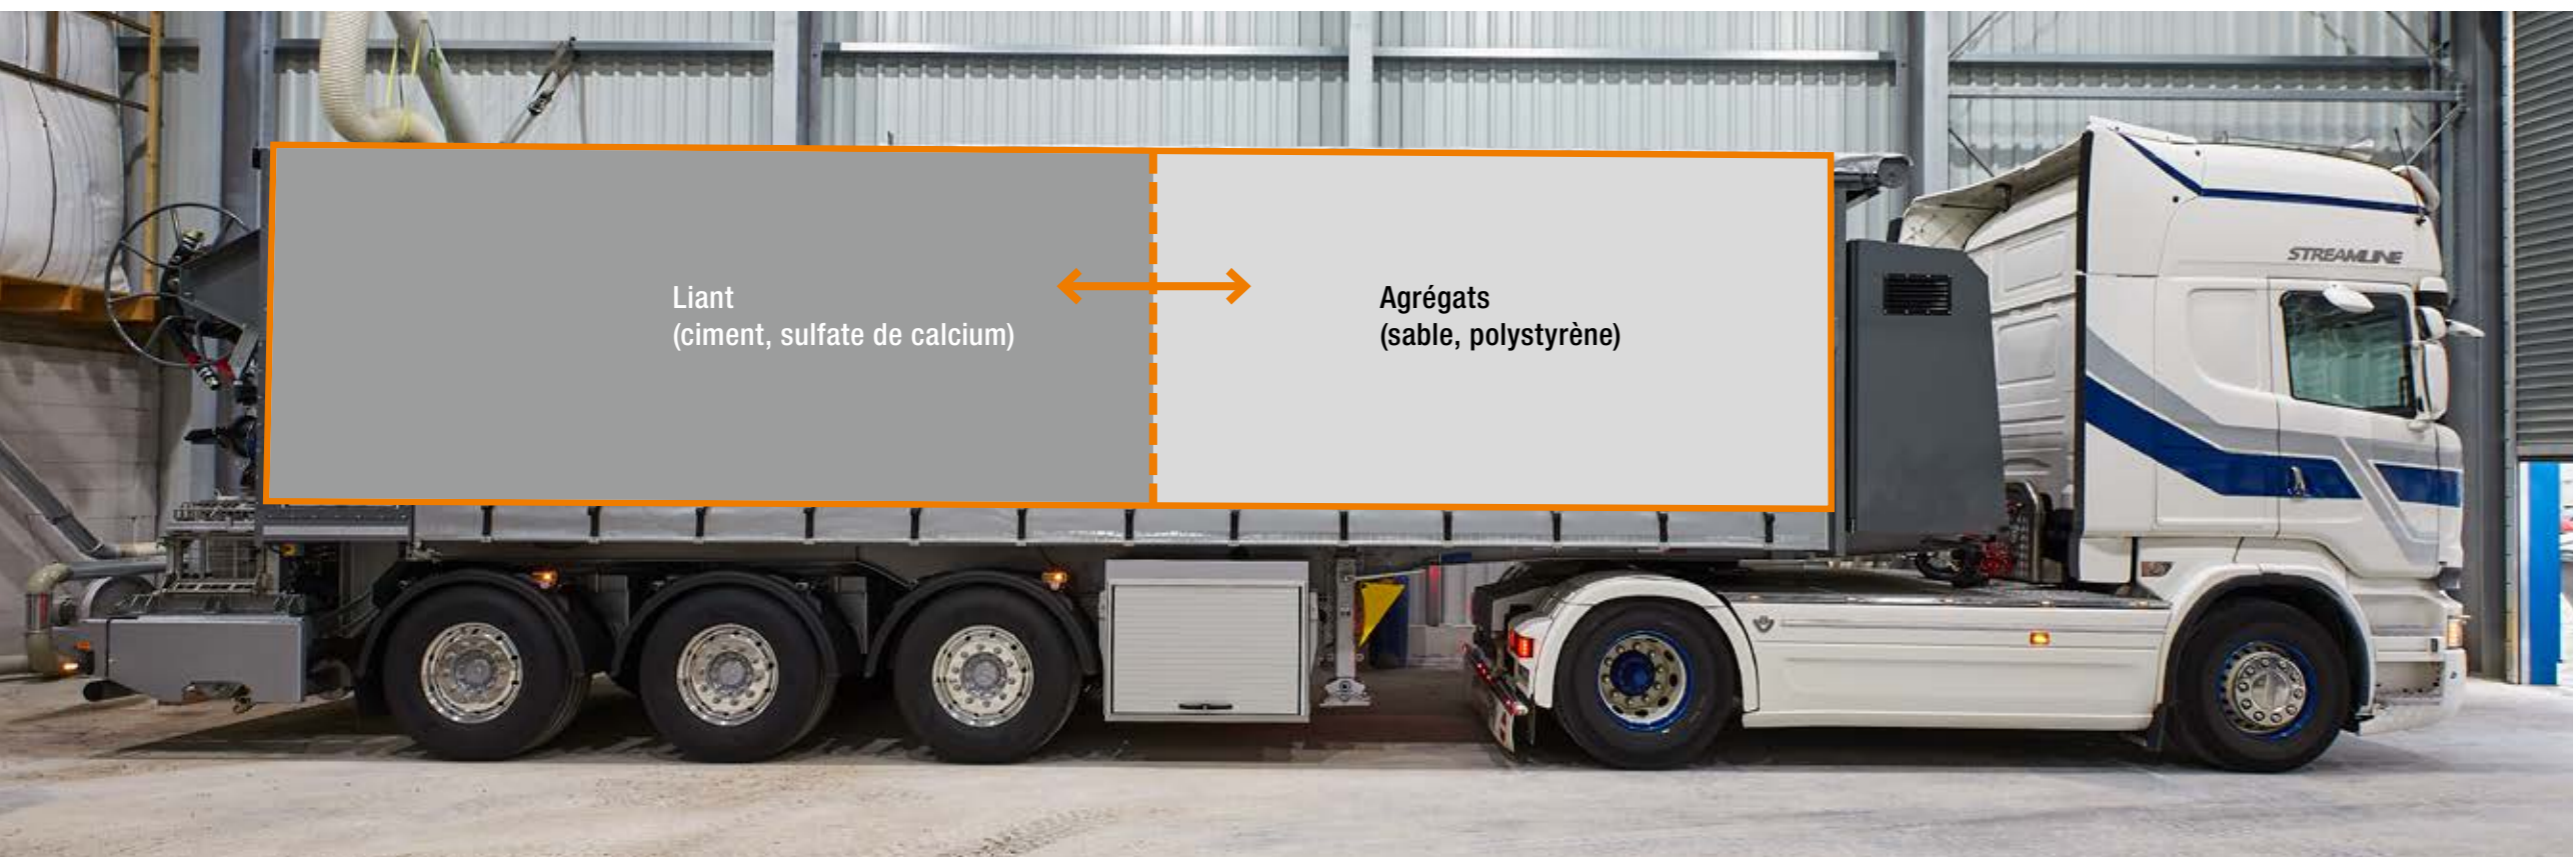 STREAMLINE
Liant
(ciment, sulfate de calcium)
Agrégats
(sable, polystyrène)